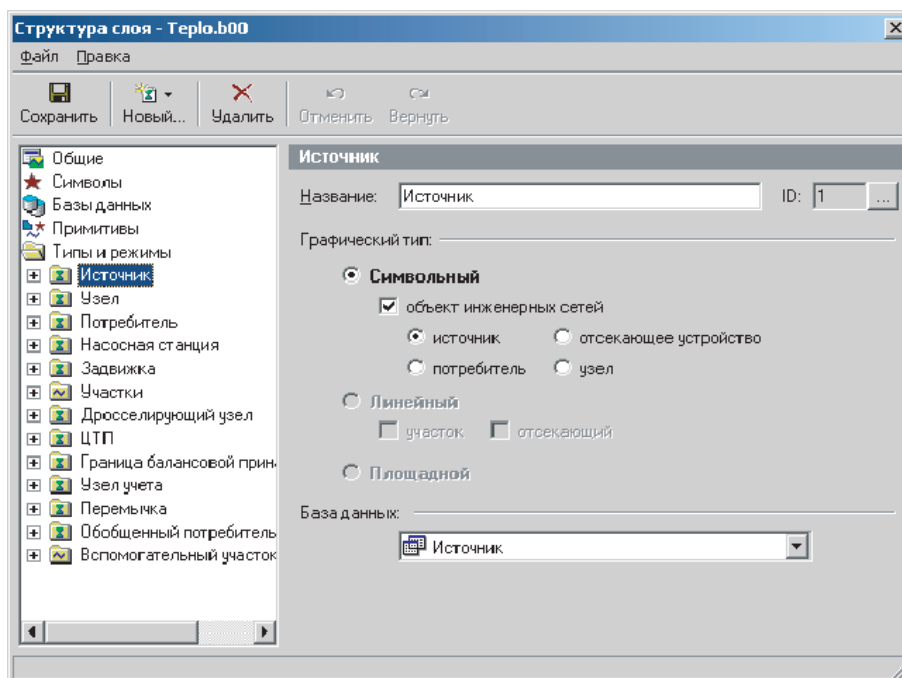 Структура слоя - Teplo.b00
Файл Правка
Сохранить Новый... Удалить Отменить Вернуть
Общие
Символы
Базы данных
Примитивы
Типы и режимы
Источник
Узел
Потребитель
Насосная станция
Задвижка
Участки
Дросселирующий узел
ЦТП
Граница балансовой прин
Узел учета
Перемычка
Обобщенный потребитель
Вспомогательный участок
Источник
Название: Источник ID: 1 ...
Графический тип:
Символьный
объект инженерных сетей
источник отсекающее устройство
потребитель узел
Линейный
участок отсекающий
Площадной
База данных:
Источник